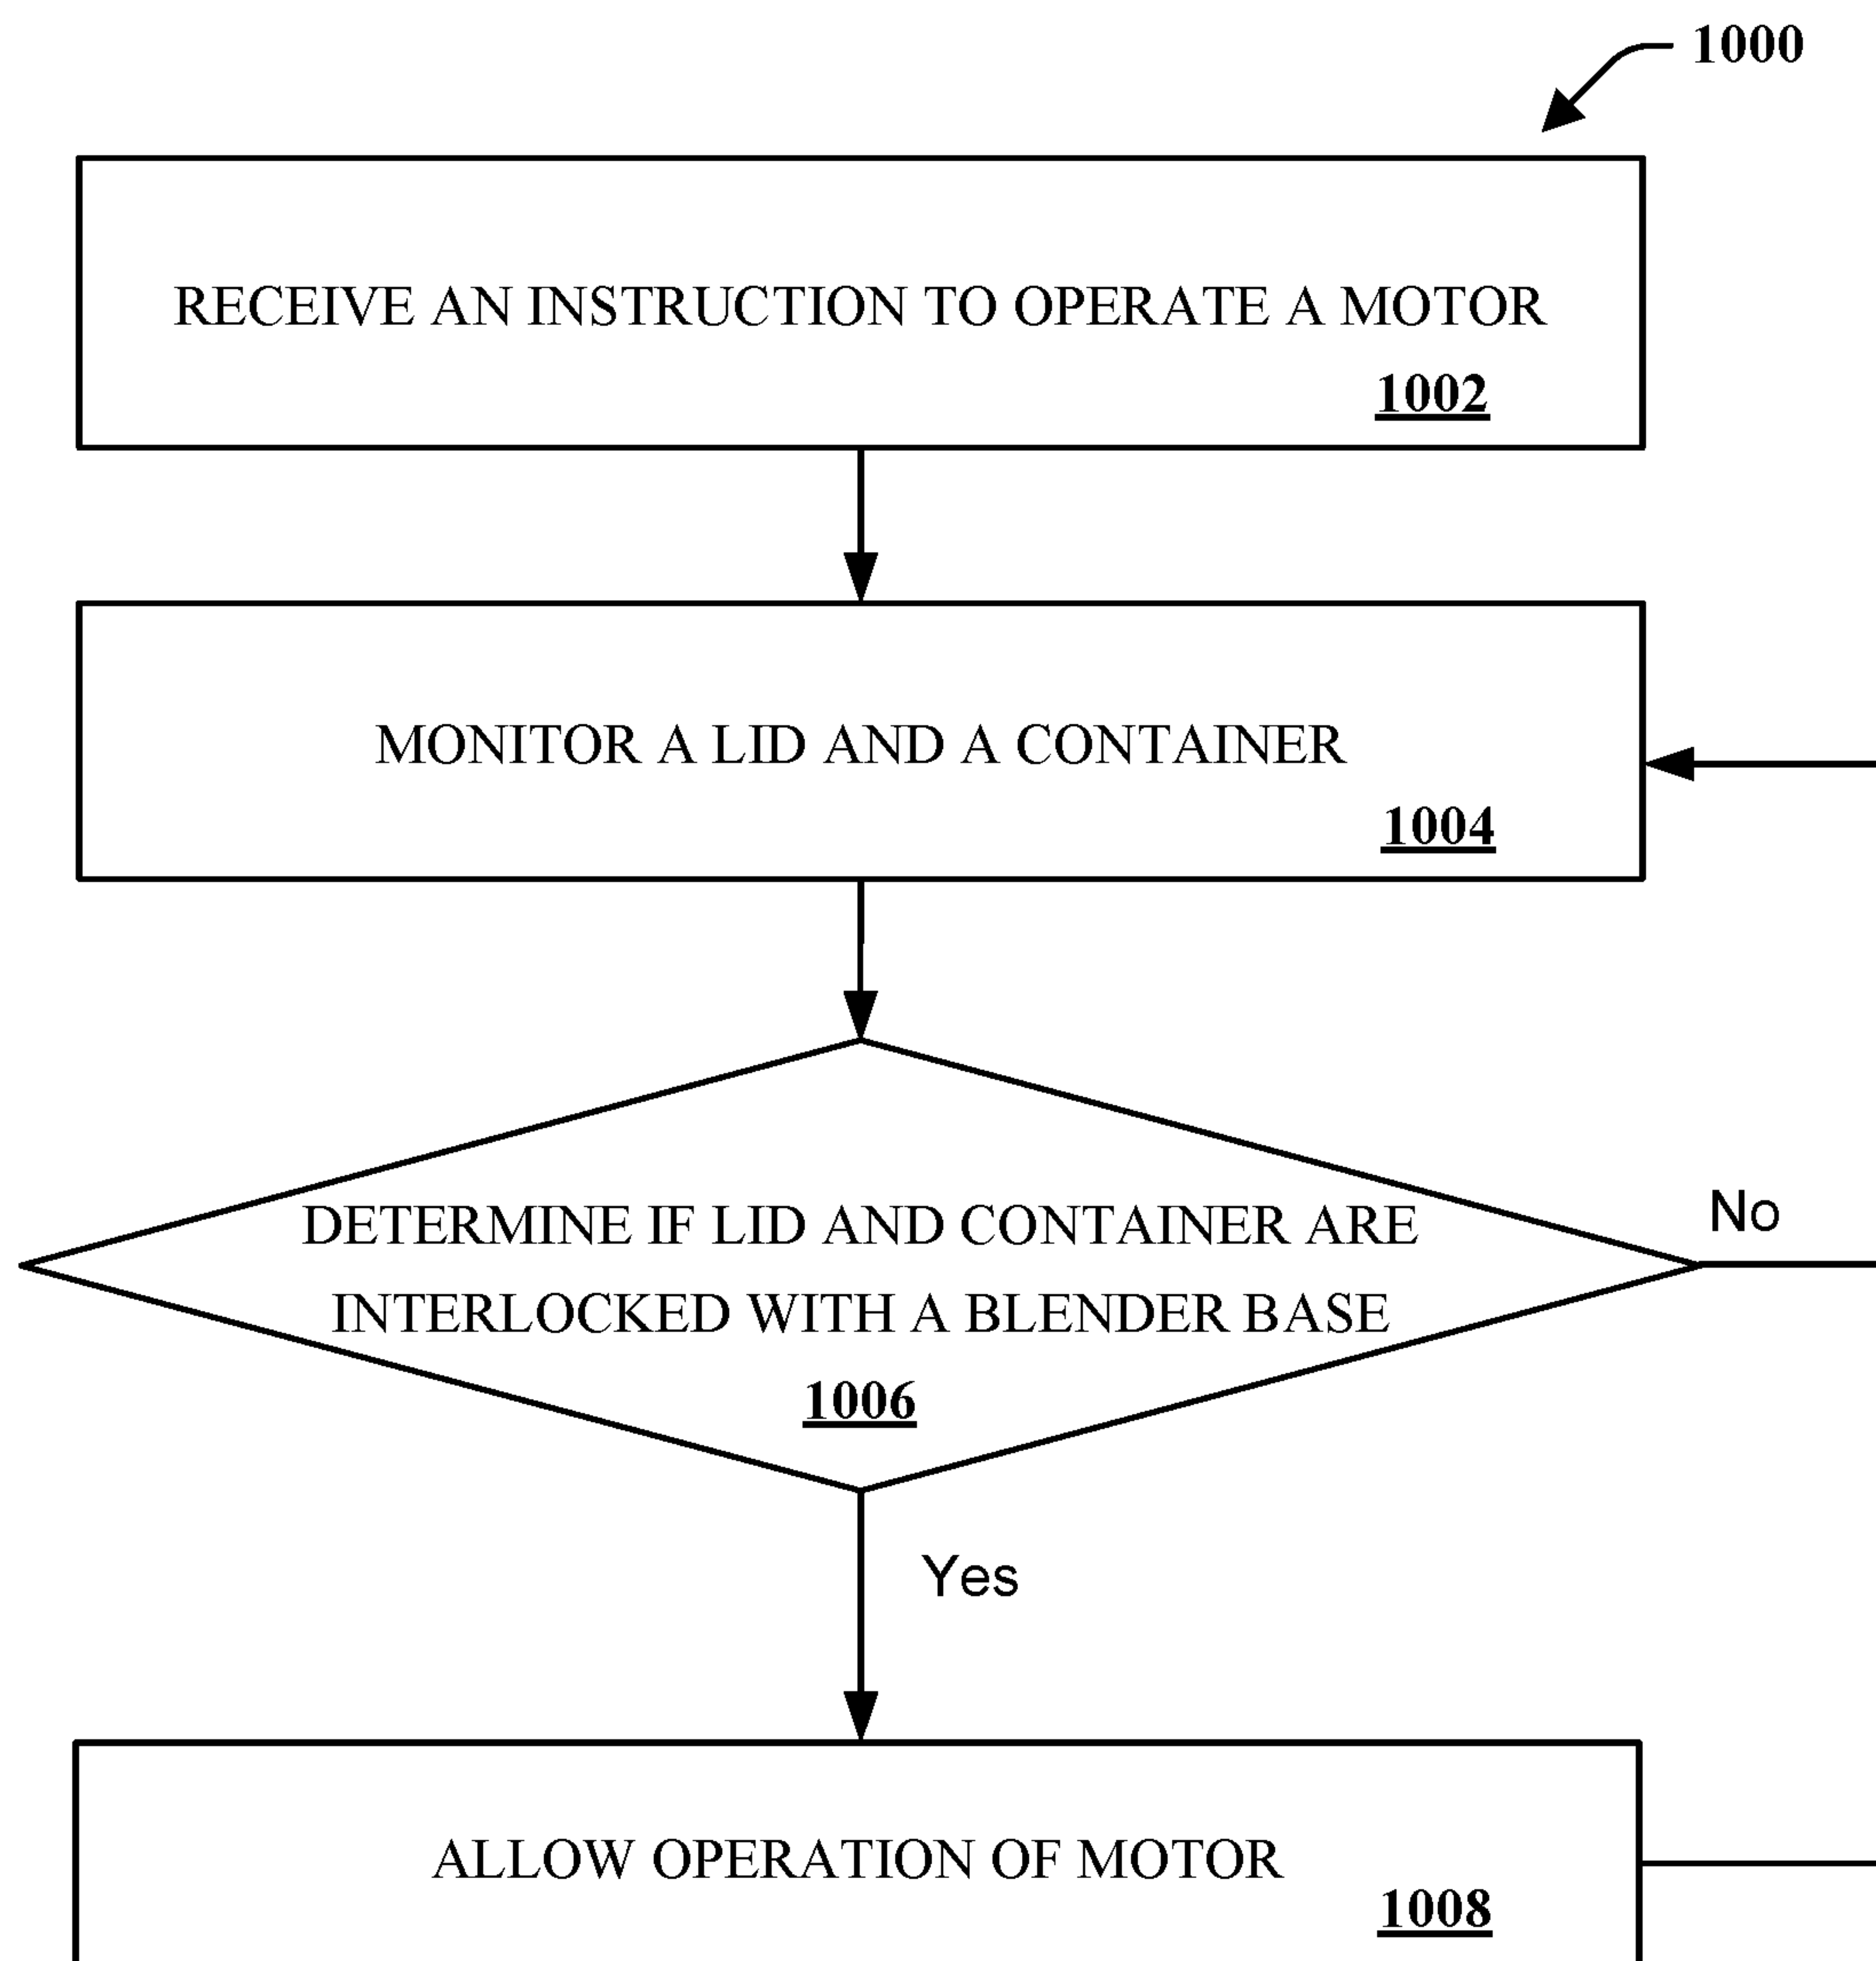 1000
RECEIVE AN INSTRUCTION TO OPERATE A MOTOR
1002
MONITOR A LID AND A CONTAINER
1004
DETERMINE IF LID AND CONTAINER ARE
INTERLOCKED WITH A BLENDER BASE
1006
No
Yes
ALLOW OPERATION OF MOTOR
1008